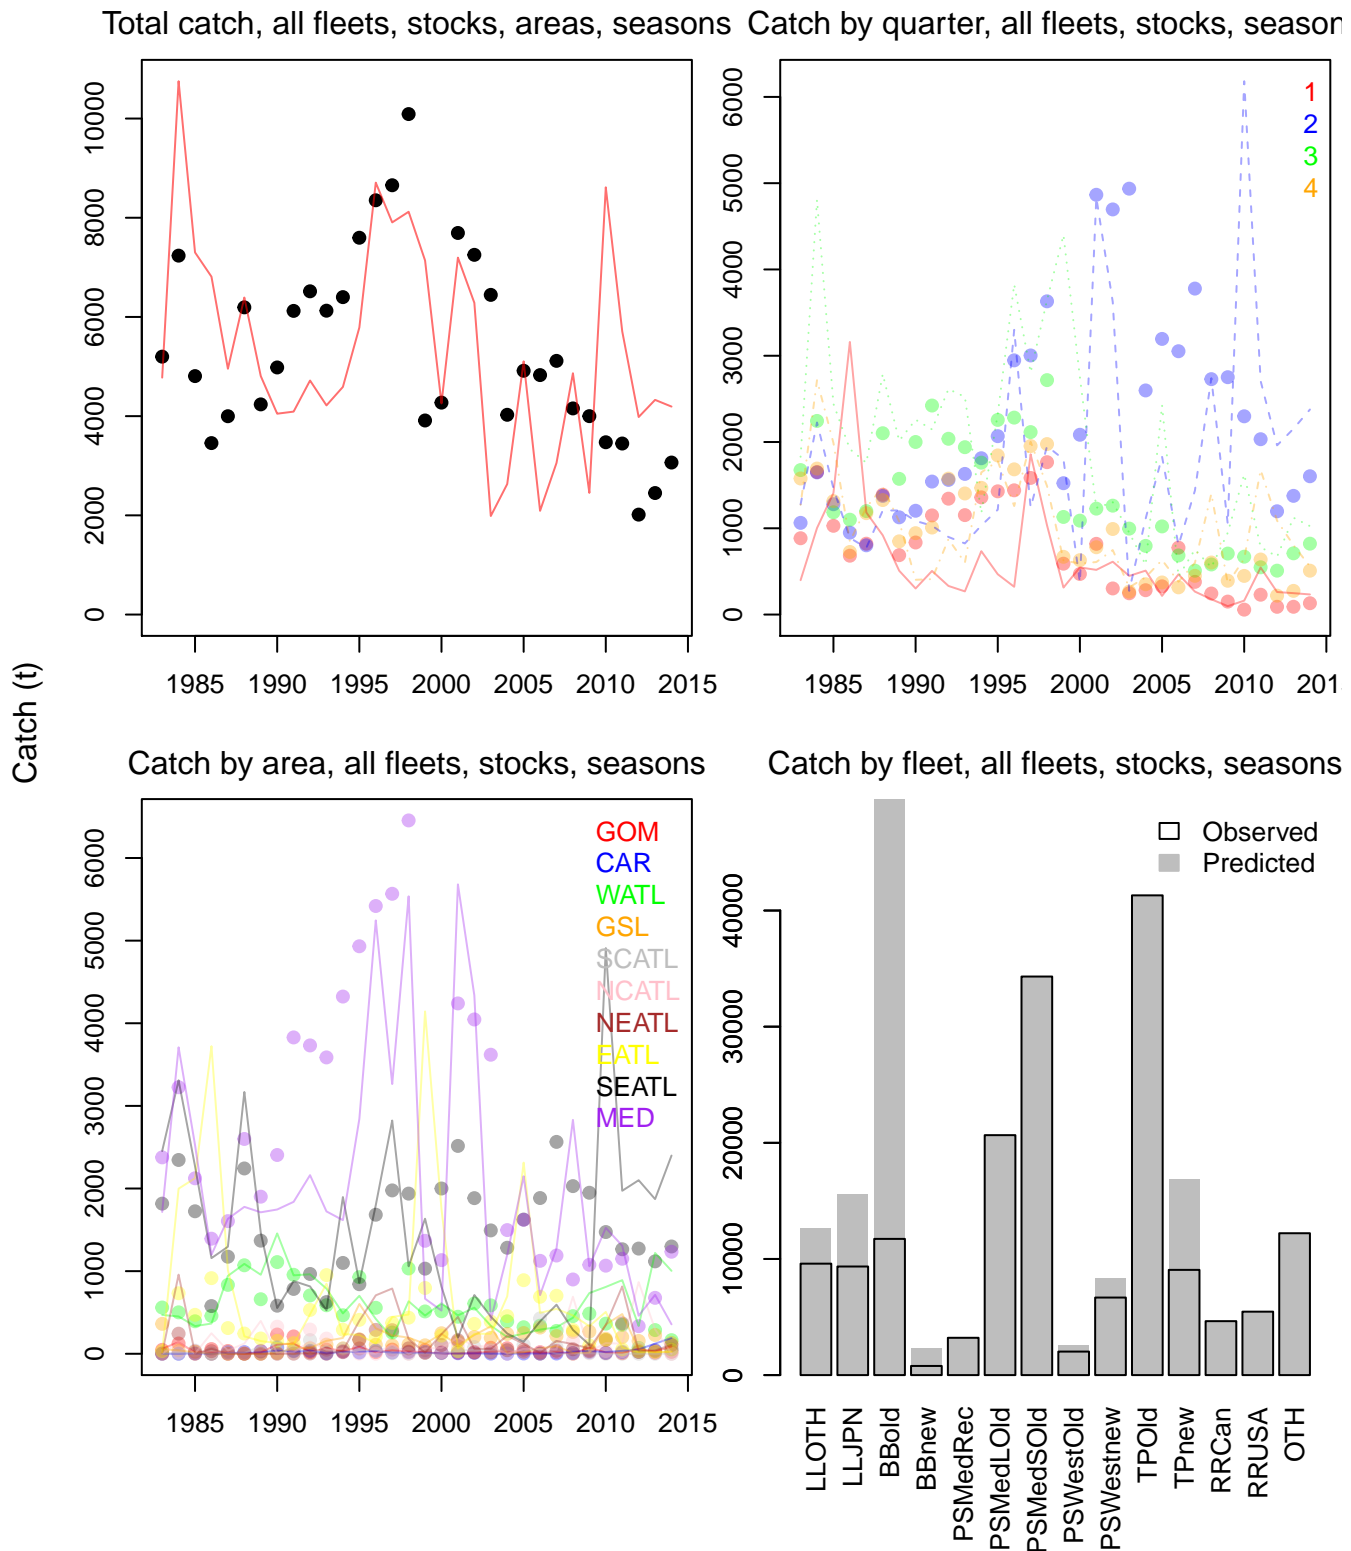 Total catch, all fleets, stocks, areas, seasons
10000
8000
6000
4000
2000
0
1985 1990 1995 2000 2005 2010 2015
Catch by quarter, all fleets, stocks, season
6000
5000
4000
3000
2000
1000
0
1
2
3
4
1985 1990 1995 2000 2005 2010 201
Catch (t)
Catch by area, all fleets, stocks, seasons
6000
5000
4000
3000
2000
1000
0
GOM
CAR
WATL
GSL
SCATL
NCATL
NEATL
EATL
SEATL
MED
1985 1990 1995 2000 2005 2010 2015
Catch by fleet, all fleets, stocks, seasons
40000
30000
20000
10000
0
Observed
Predicted
LLOTH
LLJPN
BBold
BBnew
PSMedRec
PSMedLOld
PSMedSOld
PSWestOld
PSWestnew
TPOld
TPnew
RRCan
RRUSA
OTH